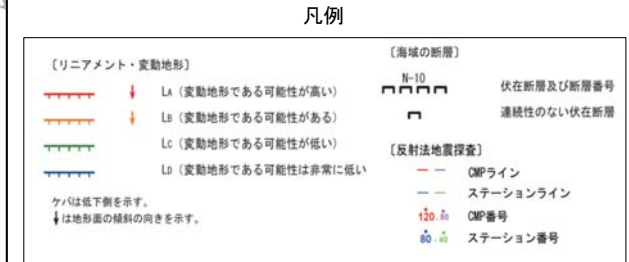 凡例
〔リニアメント・変動地形〕
LA (変動地形である可能性が高い)
LB (変動地形である可能性がある)
LC (変動地形である可能性が低い)
LD (変動地形である可能性は非常に低い
ケバは低下側を示す。
↓は地形面の傾斜の向きを示す。
〔海域の断層〕
N-10 伏在断層及び断層番号
連続性のない伏在断層
〔反射法地震探査〕
CMPライン
ステーションライン
120 . 80 CMP番号
80 . 40 ステーション番号